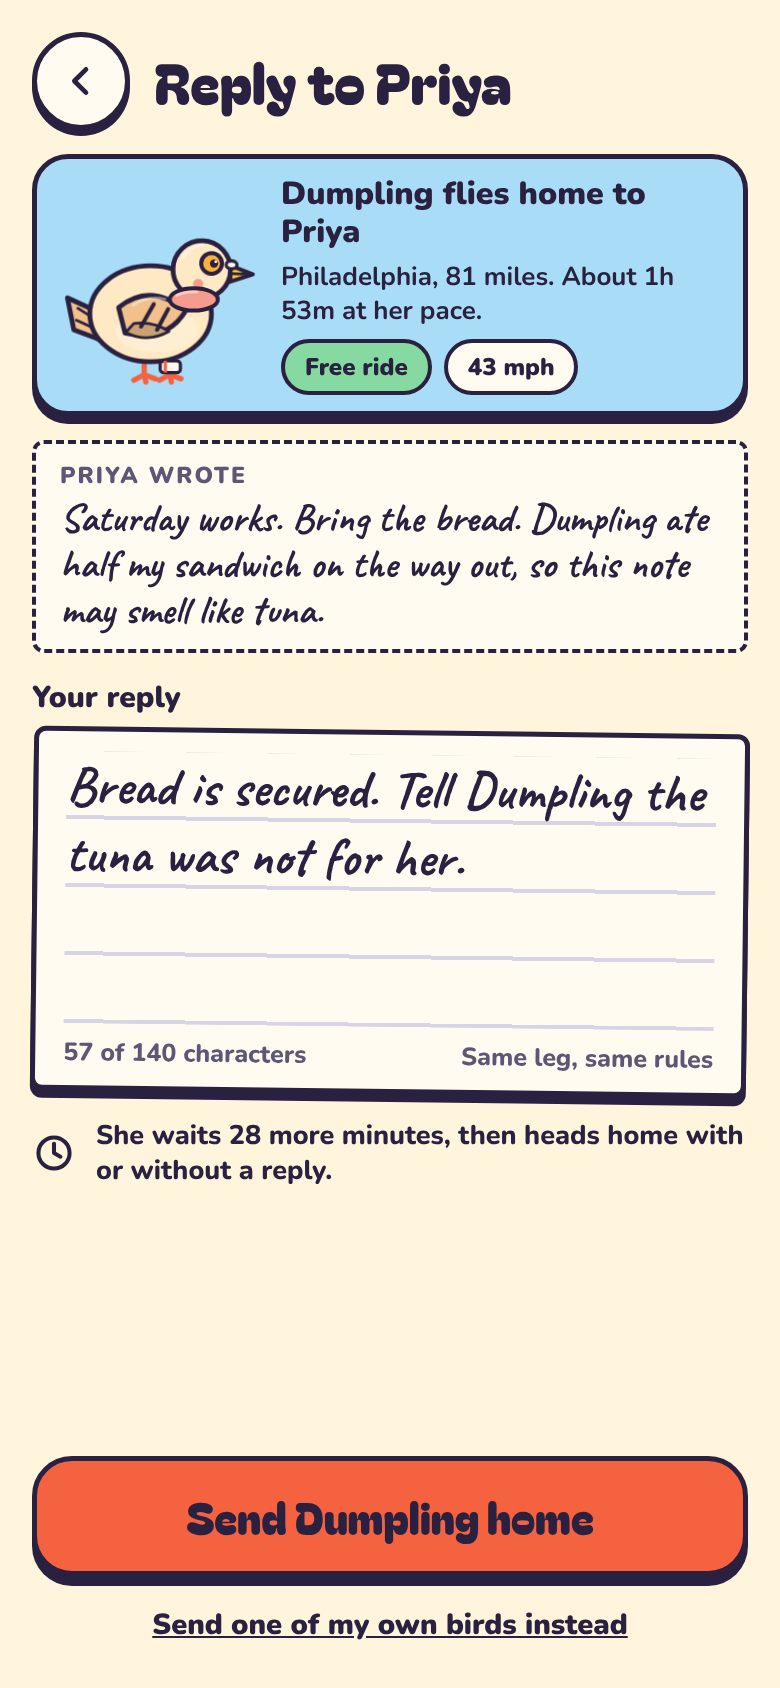 Reply to Priya
Dumpling flies home to
Priya
Philadelphia, 81 miles. About 1h
53m at her pace.
Free ride
43 mph
PRIYA WROTE
Saturday works. Bring the bread. Dumpling ate
half my sandwich on the way out, so this note
may smell like tuna.
Your reply
Bread is secured. Tell Dumpling the
tuna was not for her.
57 of 140 characters
Same leg, same rules
She waits 28 more minutes, then heads home with
or without a reply.
Send Dumpling home
Send one of my own birds instead